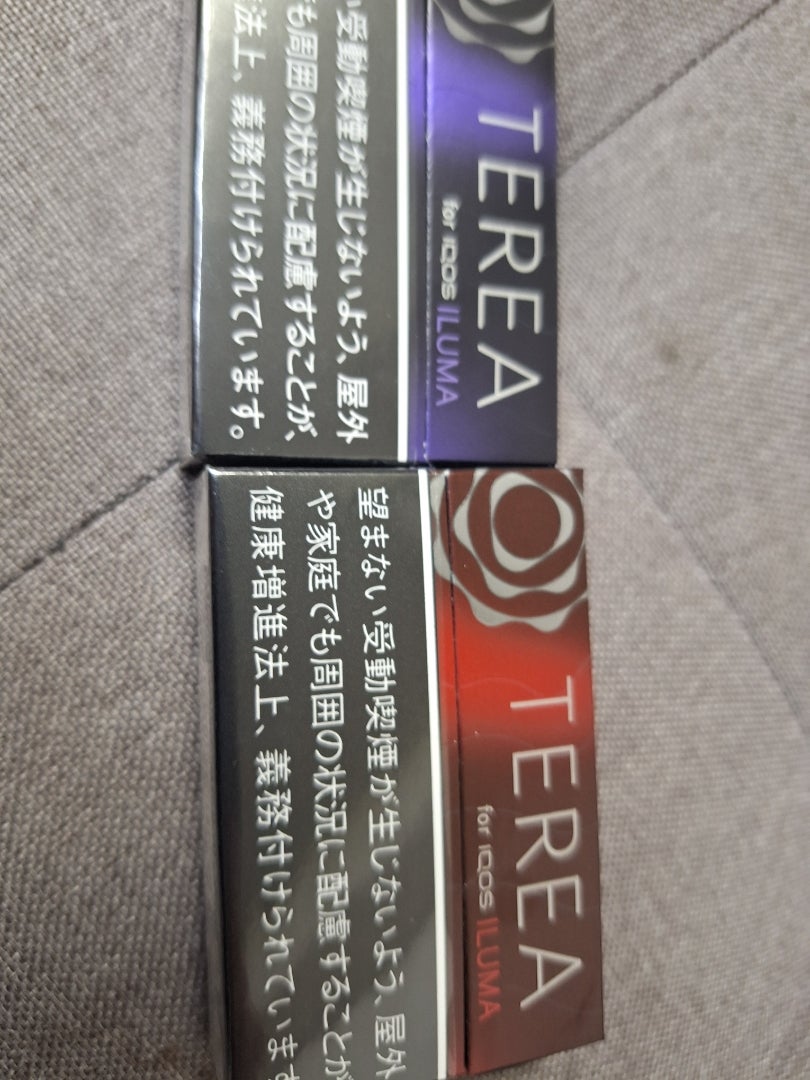 TEREA
for IQOS ILUMA
い受動喫煙が生じないよう、屋外
も周囲の状況に配慮することが、
法上、義務付けられています。
TEREA
for IQOS ILUMA
望まない受動喫煙が生じないよう、屋外
や家庭でも周囲の状況に配慮することが
健康増進法上、義務付けられています